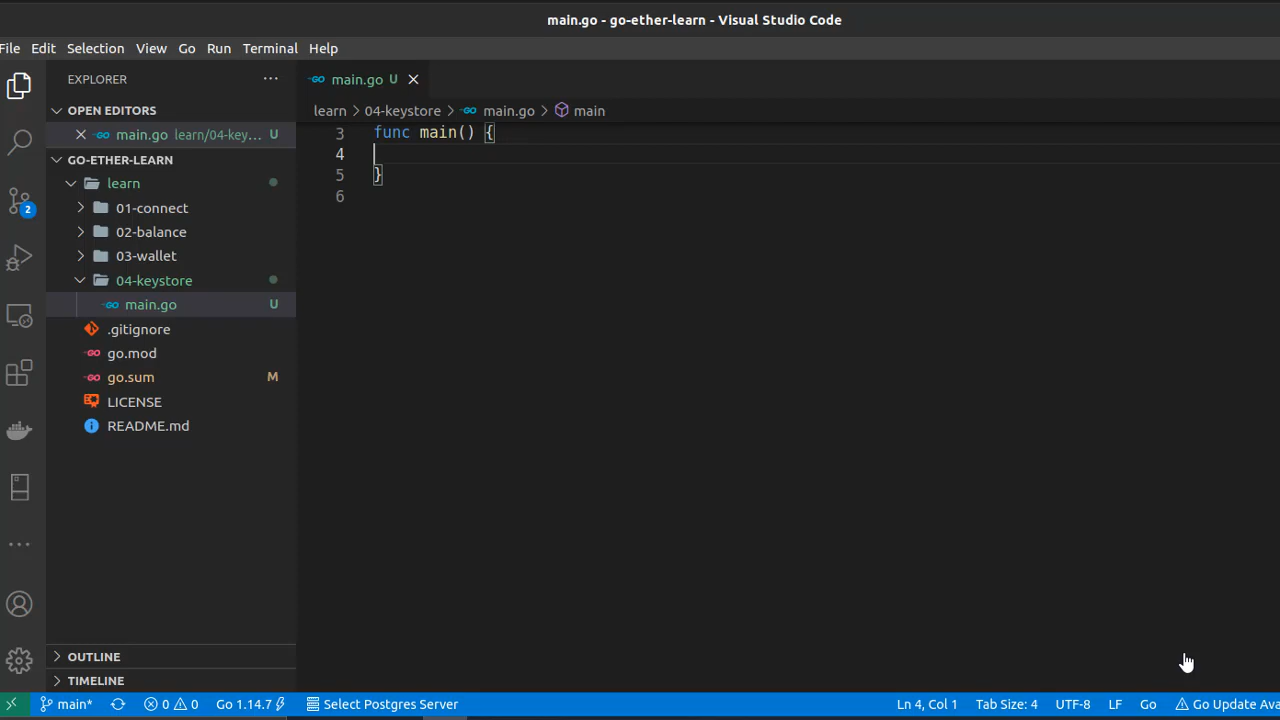 main.go - go-ether-learn - Visual Studio Code
File Edit Selection View Go Run Terminal Help
EXPLORER
main.go U
OPEN EDITORS
learn > 04-keystore > main.go > main
main.go learn/04-key... U
3 func main() {
GO-ETHER-LEARN
4
5 }
learn
6
01-connect
02-balance
03-wallet
04-keystore
main.go U
.gitignore
go.mod
go.sum M
LICENSE
README.md
OUTLINE
TIMELINE
2
main* 0 0 Go 1.14.7 Select Postgres Server Ln 4, Col 1 Tab Size: 4 UTF-8 LF Go Go Update Ava